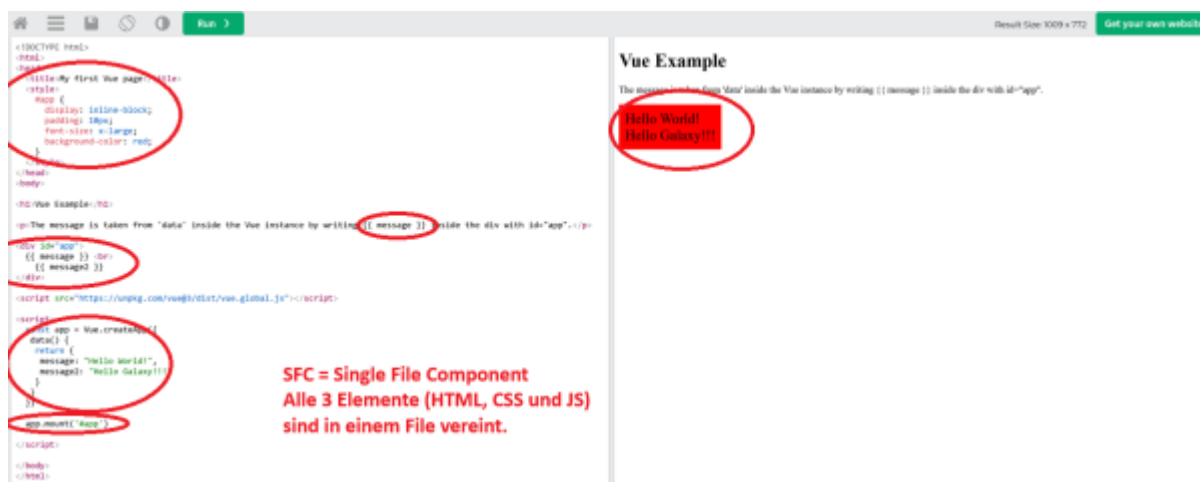 Run ❯
Result Size: 1009 x 772
Get your own website
<!DOCTYPE html>
<html>
<head>
<title>My first Vue page</title>
<style>
#app {
display: inline-block;
padding: 10px;
font-size: x-large;
background-color: red;
}
</style>
</head>
<body>
<h1>Vue Example</h1>
<p>The message is taken from 'data' inside the Vue instance by writing {{ message }} inside the div with id="app".</p>
<div id="app">
{{ message }} <br>
{{ message2 }}
</div>
<script src="https://unpkg.com/vue@3/dist/vue.global.js"></script>
<script>
const app = Vue.createApp({
data() {
return {
message: "Hello World!",
message2: "Hello Galaxy!!!"
}
}
})
app.mount('#app')
</script>
</body>
</html>
SFC = Single File Component
Alle 3 Elemente (HTML, CSS und JS)
sind in einem File vereint.
Vue Example
The message is taken from 'data' inside the Vue instance by writing {{ message }} inside the div with id="app".
Hello World!
Hello Galaxy!!!